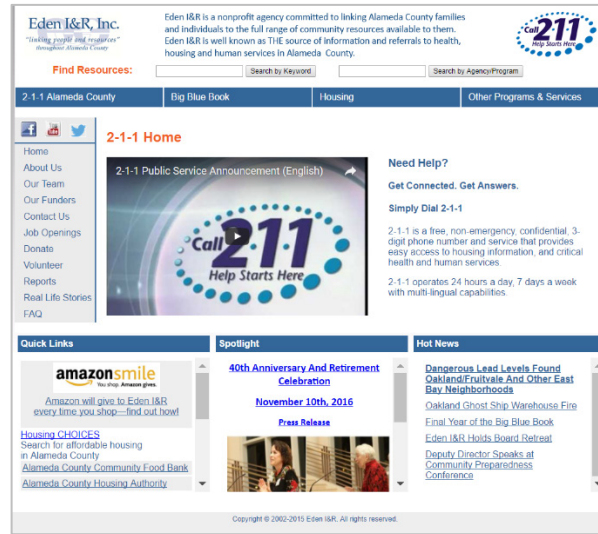 Eden I&R, Inc.
"linking people and resources"
throughout Alameda County
Eden I&R is a nonprofit agency committed to linking Alameda County families
and individuals to the full range of community resources available to them.
Eden I&R is well known as THE source of information and referrals to health,
housing and human services in Alameda County.
Call 211
Help Starts Here
Find Resources:
Search by Keyword
Search by Agency/Program
2-1-1 Alameda County
Big Blue Book
Housing
Other Programs & Services
Home
About Us
Our Team
Our Funders
Contact Us
Job Openings
Donate
Volunteer
Reports
Real Life Stories
FAQ
2-1-1 Home
2-1-1 Public Service Announcement (English)
Call 2·1·1
Help Starts Here
Need Help?
Get Connected. Get Answers.
Simply Dial 2-1-1
2-1-1 is a free, non-emergency, confidential, 3-
digit phone number and service that provides
easy access to housing information, and critical
health and human services.
2-1-1 operates 24 hours a day, 7 days a week
with multi-lingual capabilities.
Quick Links
amazonsmile
You shop. Amazon gives.
Amazon will give to Eden I&R
every time you shop—find out how!
Housing CHOICES
Search for affordable housing
in Alameda County
Alameda County Community Food Bank
Alameda County Housing Authority
Spotlight
40th Anniversary And Retirement
Celebration
November 10th, 2016
Press Release
Hot News
Dangerous Lead Levels Found
Oakland/Fruitvale And Other East
Bay Neighborhoods
Oakland Ghost Ship Warehouse Fire
Final Year of the Big Blue Book
Eden I&R Holds Board Retreat
Deputy Director Speaks at
Community Preparedness
Conference
Copyright © 2002-2015 Eden I&R, All rights reserved.